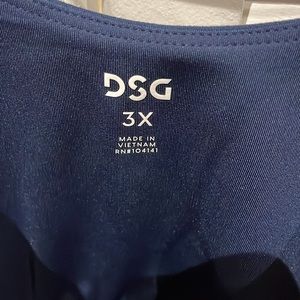 DSG
3X
MADE IN
VIETNAM
RN#104141